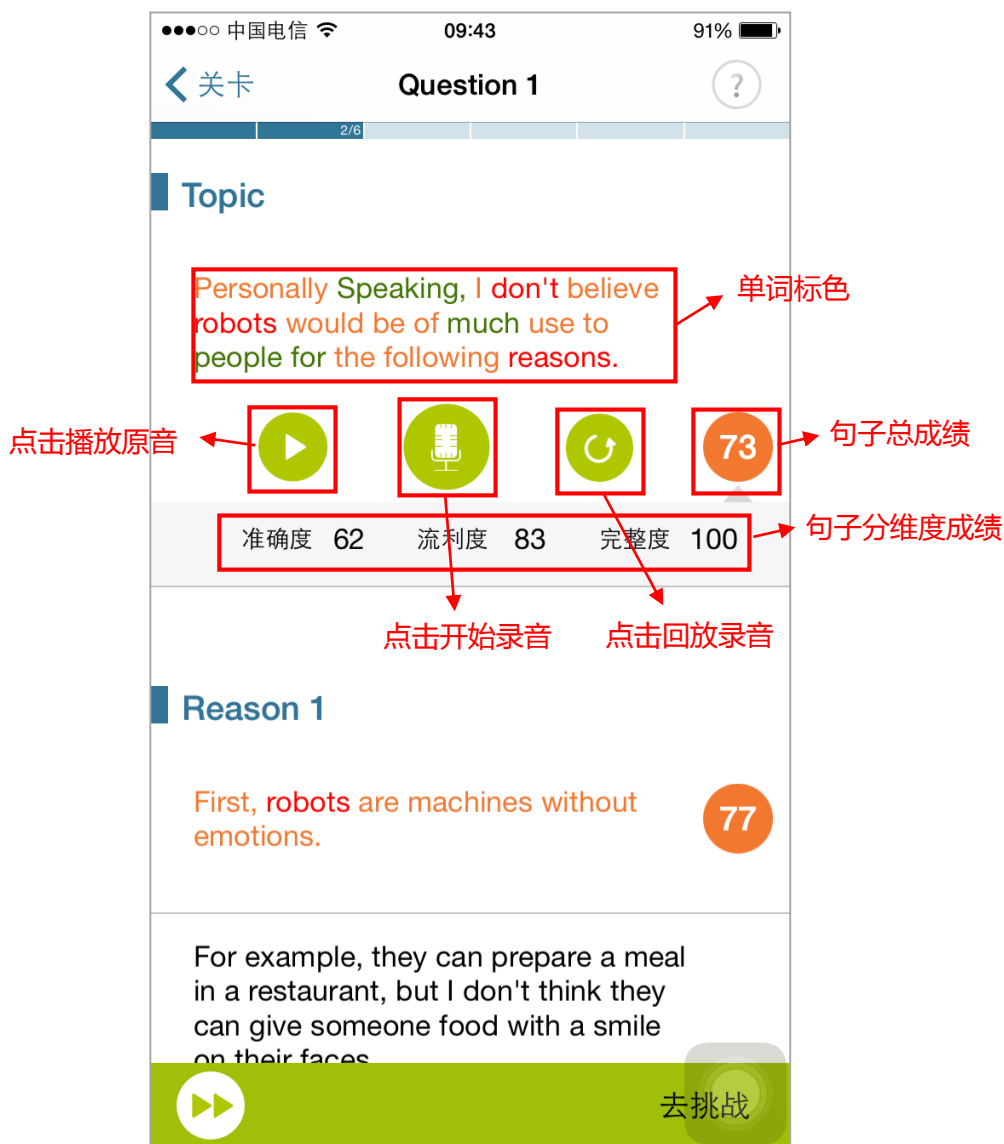 中国电信 09:43 91%
关卡 Question 1 ?
2/6
Topic
Personally Speaking, I don't believe
robots would be of much use to
people for the following reasons.
单词标色
点击播放原音
73
句子总成绩
准确度 62 流利度 83 完整度 100
句子分维度成绩
点击开始录音
点击回放录音
Reason 1
First, robots are machines without
emotions.
77
For example, they can prepare a meal
in a restaurant, but I don't think they
can give someone food with a smile
on their faces
去挑战